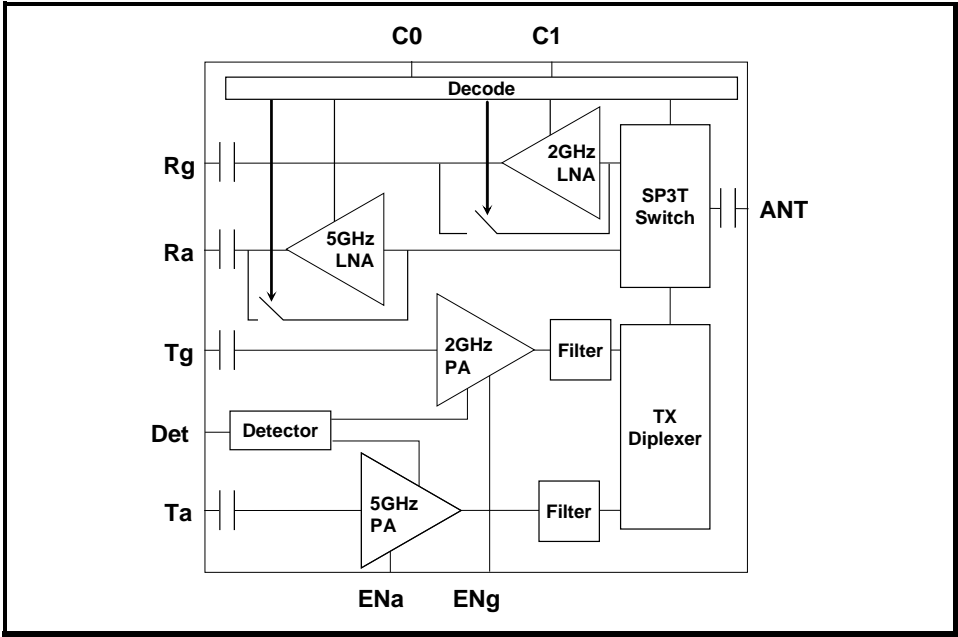 C0
C1
Decode
Rg
2GHz
LNA
SP3T
Switch
ANT
Ra
5GHz
LNA
Tg
2GHz
PA
Filter
TX
Diplexer
Det
Detector
Ta
5GHz
PA
Filter
ENa
ENg